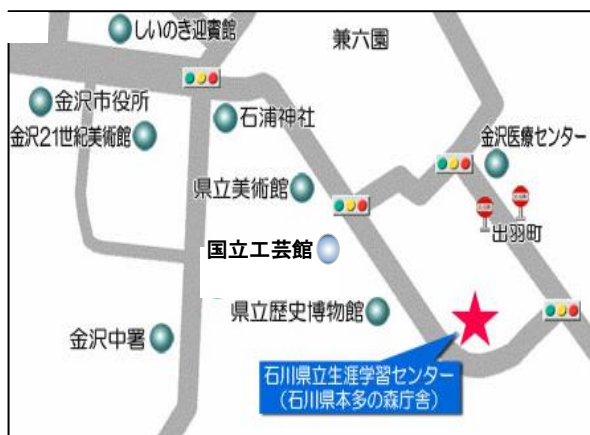 しいのき迎賓館
兼六園
金沢市役所
石浦神社
金沢21世紀美術館
金沢医療センター
県立美術館
出羽町
国立工芸館
県立歴史博物館
金沢中署
石川県立生涯学習センター
（石川県本多の森庁舎）